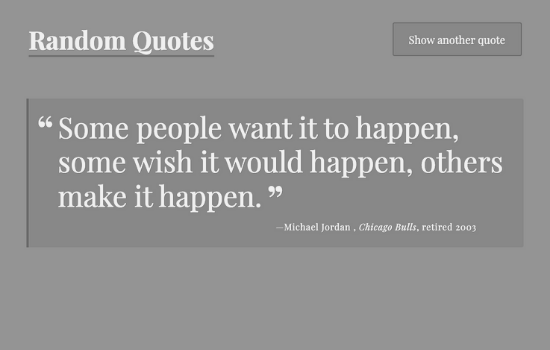 Random Quotes
Show another quote
“ Some people want it to happen,
some wish it would happen, others
make it happen. ”
—Michael Jordan , Chicago Bulls, retired 2003